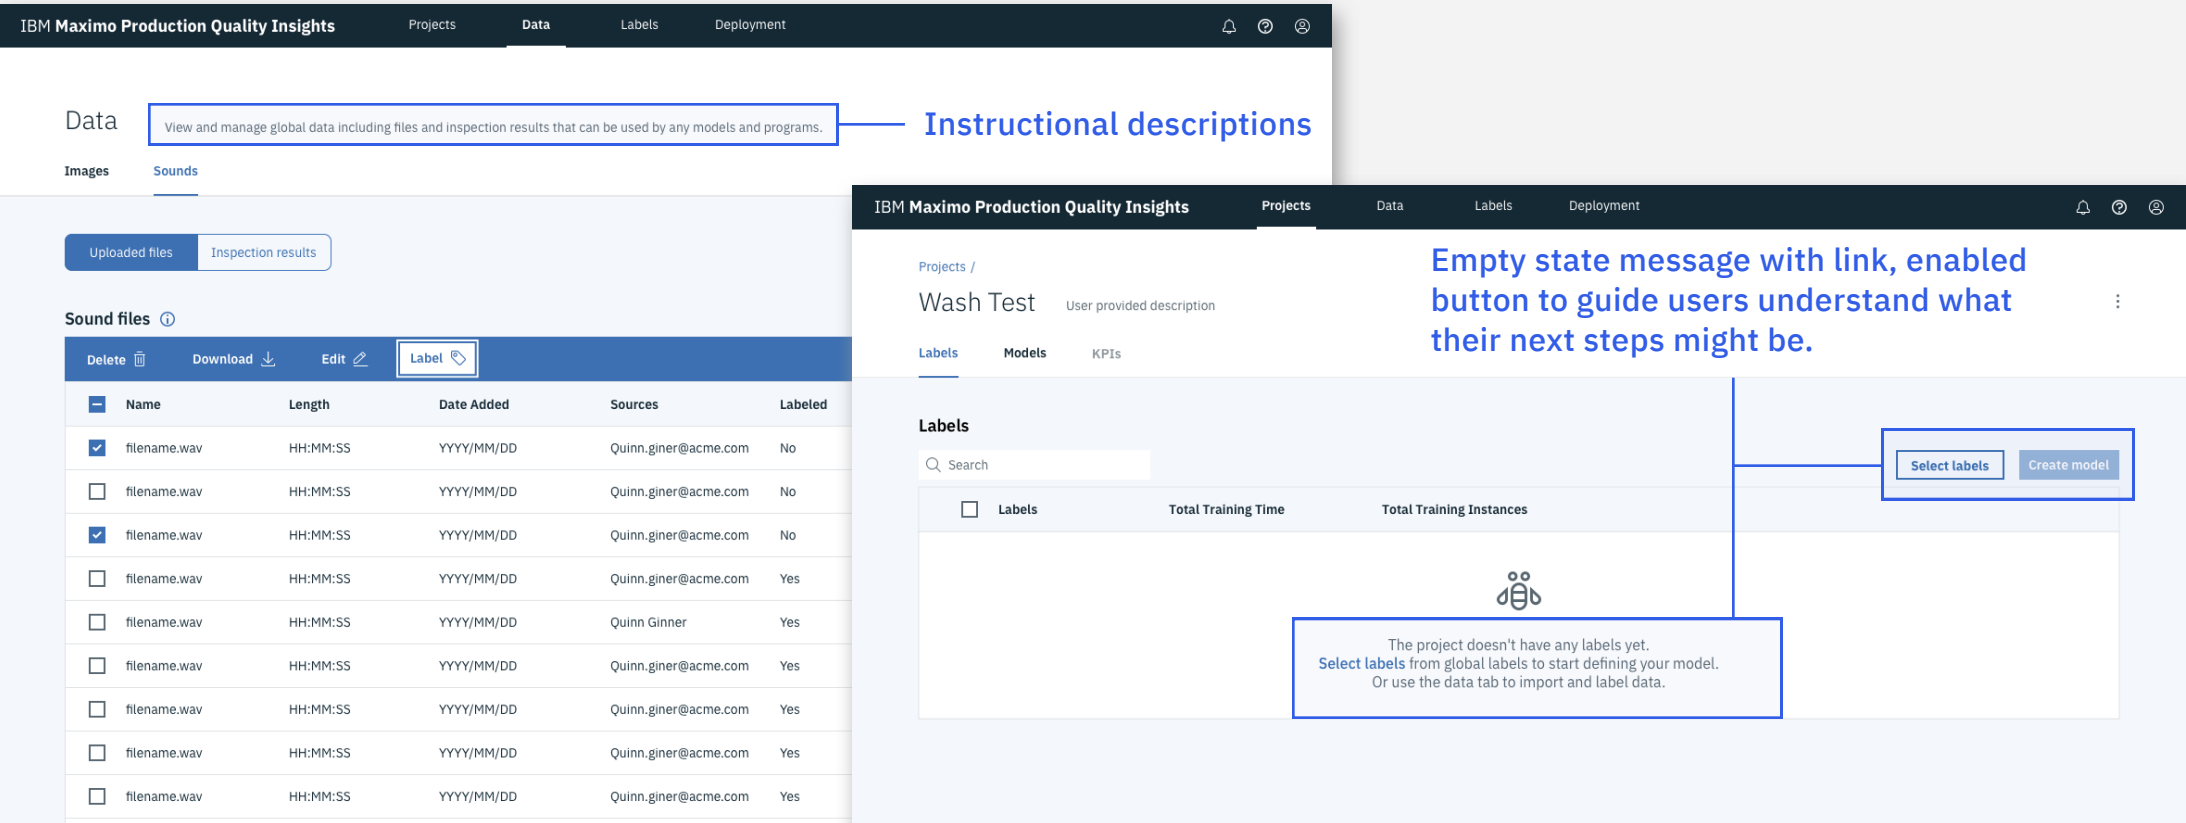 IBM Maximo Production Quality Insights Projects Data Labels Deployment
Data View and manage global data including files and inspection results that can be used by any models and programs.
Instructional descriptions
Images Sounds
Uploaded files Inspection results
Sound files
Delete Download Edit Label
Name Length Date Added Sources Labeled
filename.wav HH:MM:SS YYYY/MM/DD Quinn.giner@acme.com No
filename.wav HH:MM:SS YYYY/MM/DD Quinn.giner@acme.com No
filename.wav HH:MM:SS YYYY/MM/DD Quinn.giner@acme.com No
filename.wav HH:MM:SS YYYY/MM/DD Quinn.giner@acme.com Yes
filename.wav HH:MM:SS YYYY/MM/DD Quinn Ginner Yes
filename.wav HH:MM:SS YYYY/MM/DD Quinn.giner@acme.com Yes
filename.wav HH:MM:SS YYYY/MM/DD Quinn.giner@acme.com Yes
filename.wav HH:MM:SS YYYY/MM/DD Quinn.giner@acme.com Yes
filename.wav HH:MM:SS YYYY/MM/DD Quinn.giner@acme.com Yes
IBM Maximo Production Quality Insights Projects Data Labels Deployment
Projects /
Wash Test User provided description
Empty state message with link, enabled
button to guide users understand what
their next steps might be.
Labels Models KPIs
Labels
Search
Select labels Create model
Labels Total Training Time Total Training Instances
The project doesn't have any labels yet.
Select labels from global labels to start defining your model.
Or use the data tab to import and label data.